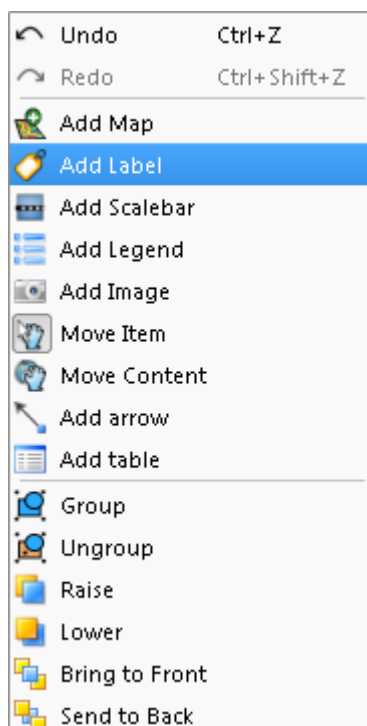 Undo Ctrl+Z
Redo Ctrl+Shift+Z
Add Map
Add Label
Add Scalebar
Add Legend
Add Image
Move Item
Move Content
Add arrow
Add table
Group
Ungroup
Raise
Lower
Bring to Front
Send to Back